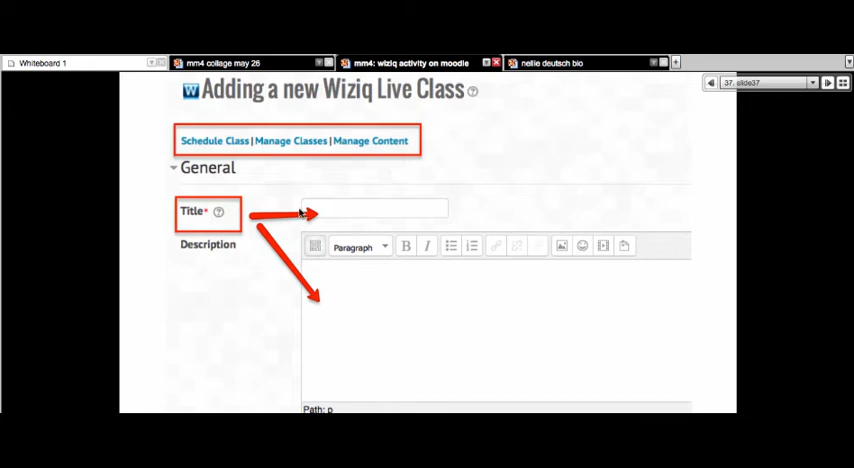 Whiteboard 1 mm4 collage may 26 mm4: wiziq activity on moodle nellie deutsch bio
37. slide37
Adding a new Wiziq Live Class
Schedule Class | Manage Classes | Manage Content
General
Title*
Description
Paragraph B I
Path: p